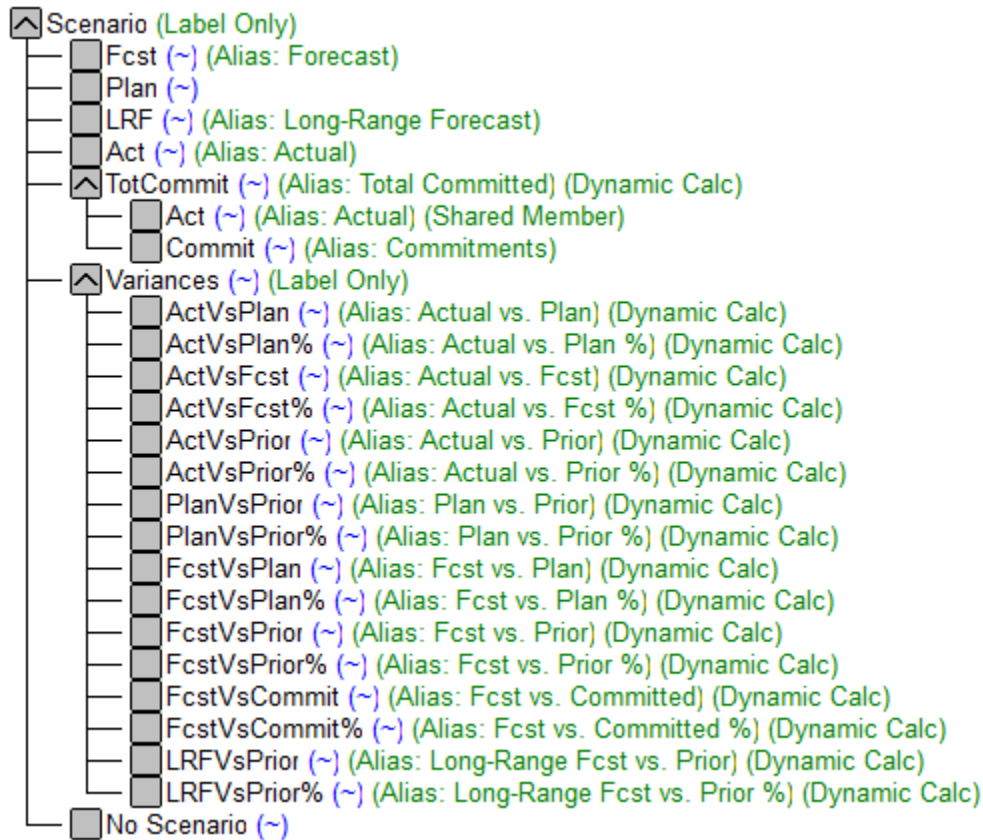 Scenario (Label Only)
Fcst (~) (Alias: Forecast)
Plan (~)
LRF (~) (Alias: Long-Range Forecast)
Act (~) (Alias: Actual)
TotCommit (~) (Alias: Total Committed) (Dynamic Calc)
Act (~) (Alias: Actual) (Shared Member)
Commit (~) (Alias: Commitments)
Variances (~) (Label Only)
ActVsPlan (~) (Alias: Actual vs. Plan) (Dynamic Calc)
ActVsPlan% (~) (Alias: Actual vs. Plan %) (Dynamic Calc)
ActVsFcst (~) (Alias: Actual vs. Fcst) (Dynamic Calc)
ActVsFcst% (~) (Alias: Actual vs. Fcst %) (Dynamic Calc)
ActVsPrior (~) (Alias: Actual vs. Prior) (Dynamic Calc)
ActVsPrior% (~) (Alias: Actual vs. Prior %) (Dynamic Calc)
PlanVsPrior (~) (Alias: Plan vs. Prior) (Dynamic Calc)
PlanVsPrior% (~) (Alias: Plan vs. Prior %) (Dynamic Calc)
FcstVsPlan (~) (Alias: Fcst vs. Plan) (Dynamic Calc)
FcstVsPlan% (~) (Alias: Fcst vs. Plan %) (Dynamic Calc)
FcstVsPrior (~) (Alias: Fcst vs. Prior) (Dynamic Calc)
FcstVsPrior% (~) (Alias: Fcst vs. Prior %) (Dynamic Calc)
FcstVsCommit (~) (Alias: Fcst vs. Committed) (Dynamic Calc)
FcstVsCommit% (~) (Alias: Fcst vs. Committed %) (Dynamic Calc)
LRFVsPrior (~) (Alias: Long-Range Fcst vs. Prior) (Dynamic Calc)
LRFVsPrior% (~) (Alias: Long-Range Fcst vs. Prior %) (Dynamic Calc)
No Scenario (~)